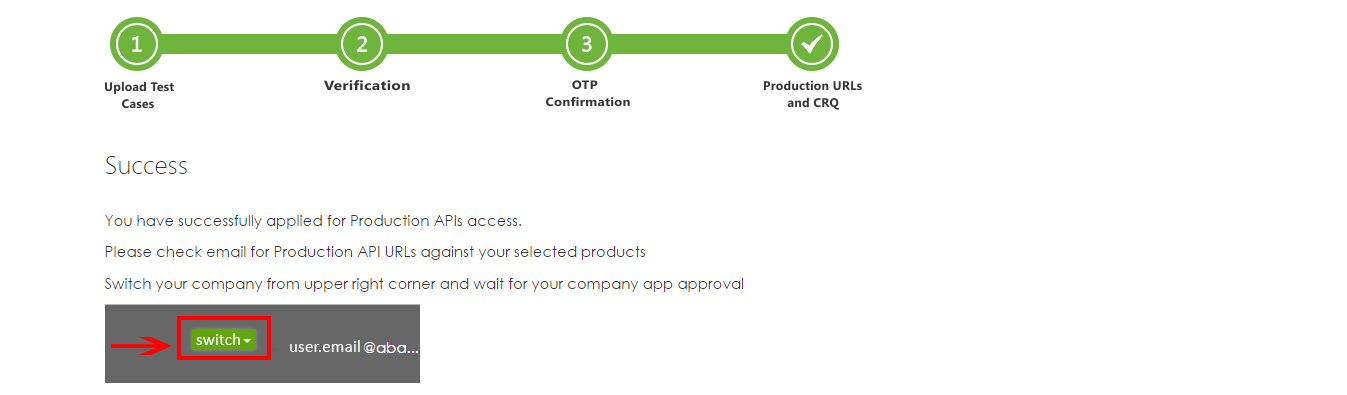 1 2 3
Upload Test Verification OTP Production URLs
Cases Confirmation and CRQ
Success
You have successfully applied for Production APIs access.
Please check email for Production API URLs against your selected products
Switch your company from upper right corner and wait for your company app approval
switch
user.email @aba...